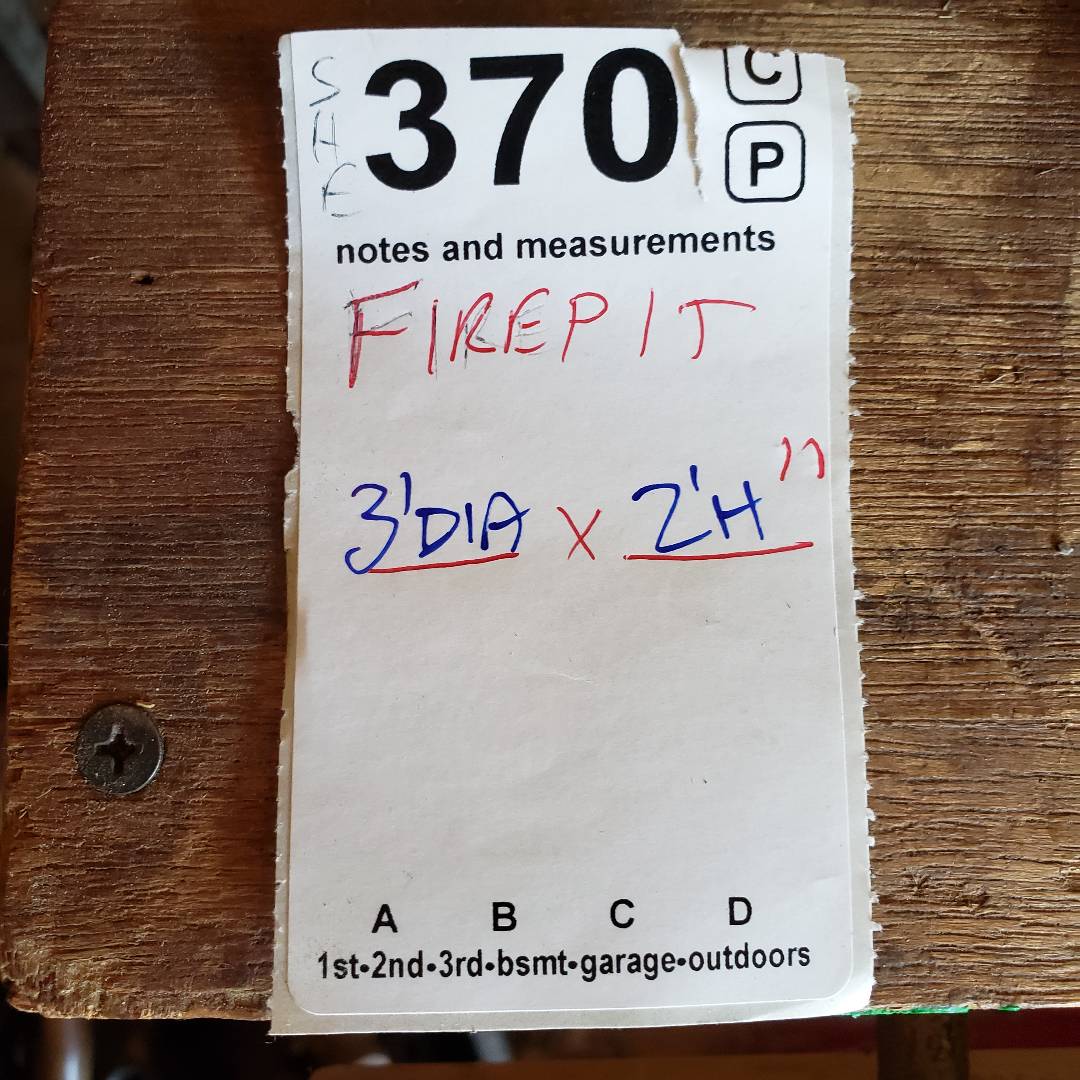 370
C
P
notes and measurements
FIREPIT
3'DIA X 2'H "
A B C D
1st•2nd•3rd•bsmt•garage•outdoors